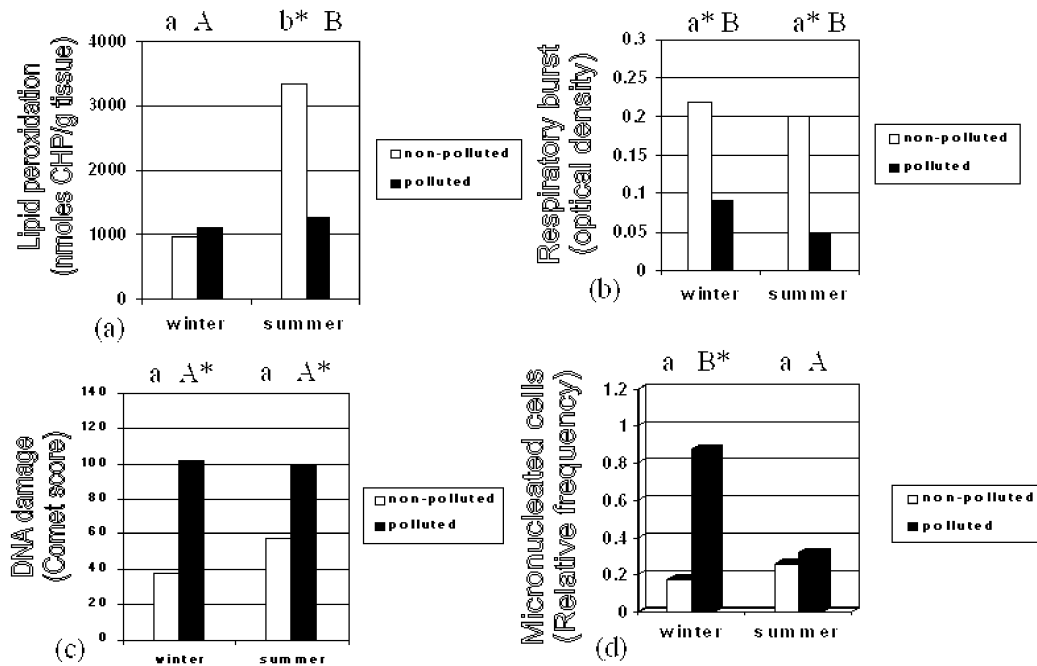 a A b* B
Lipid peroxidation
(nmoles CHP/g tissue)
4000
3000
2000
1000
0
winter summer
non-polluted
polluted
(a)
a* B a* B
Respiratory burst
(optical density)
0.3
0.25
0.2
0.15
0.1
0.05
0
winter summer
non-polluted
polluted
(b)
a A* a A*
DNA damage
(Comet score)
140
120
100
80
60
40
20
0
winter summer
non-polluted
polluted
(c)
a B* a A
Micronucleated cells
(Relative frequency)
1.2
1
0.8
0.6
0.4
0.2
0
winter summer
non-polluted
polluted
(d)